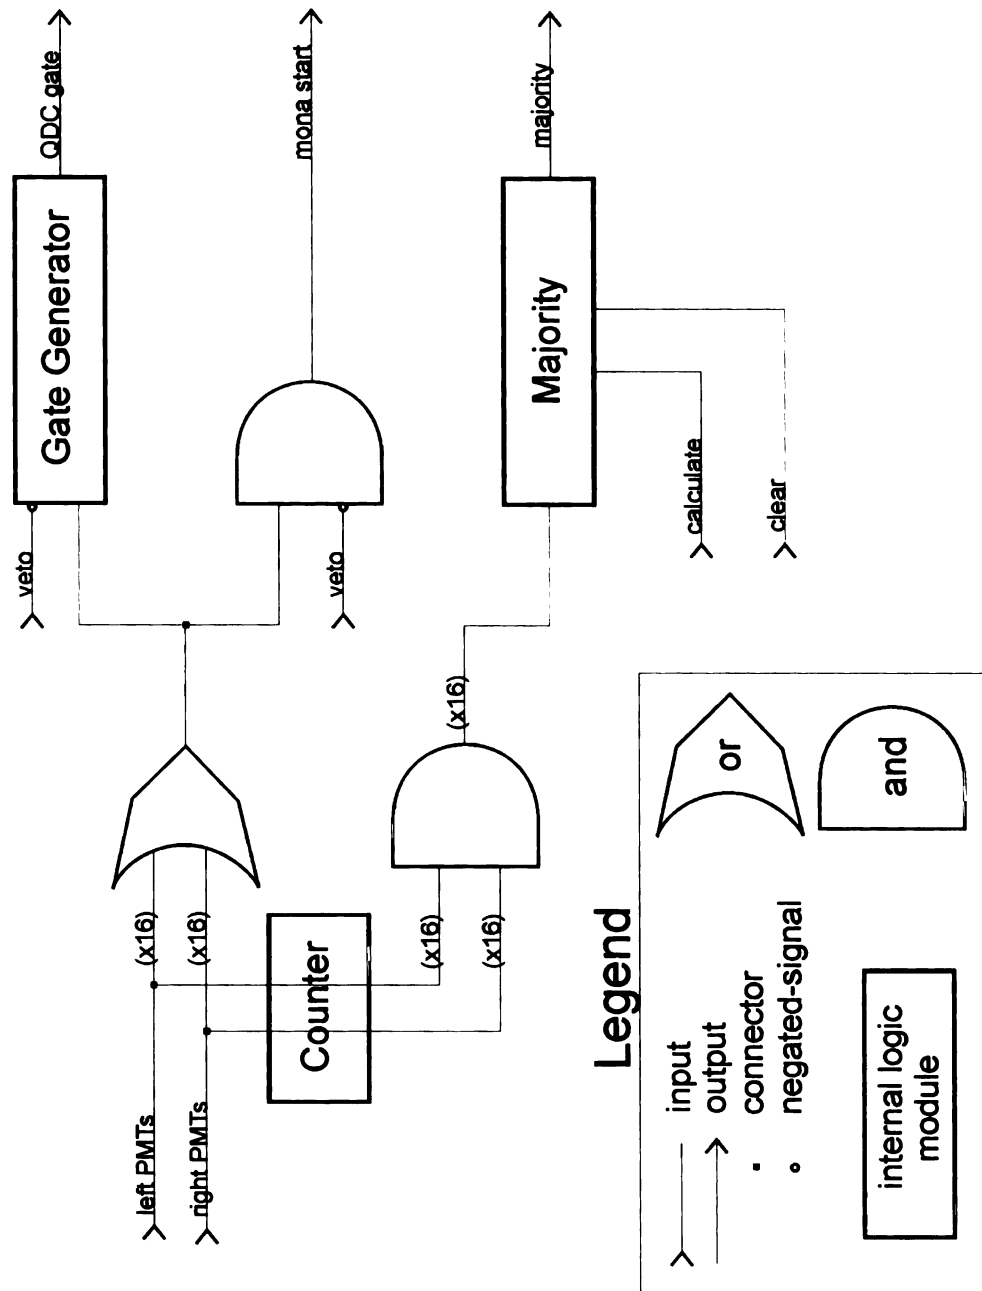 left PMTs
right PMTs
(x16)
(x16)
Counter
(x16)
(x16)
(x16)
veto
Gate Generator
QDC gate
veto
mona start
Majority
majority
calculate
clear
Legend
input
output
connector
negated-signal
internal logic
module
or
and